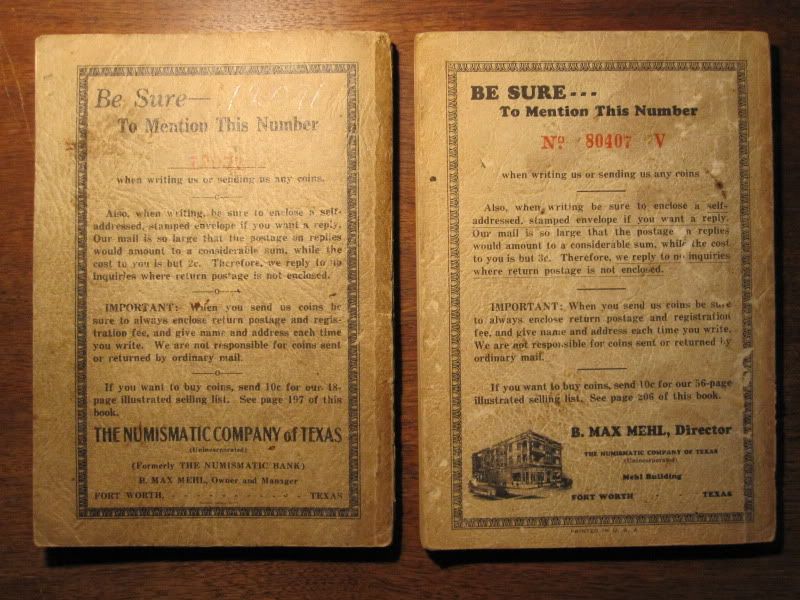 Be Sure—
To Mention This Number
when writing us or sending us any coins.
Also, when writing, be sure to enclose a self-
addressed, stamped envelope if you want a reply.
Our mail is so large that the postage on replies
would amount to a considerable sum, while the
cost to you is but 2c. Therefore, we reply to no
inquiries where return postage is not enclosed.
IMPORTANT: When you send us coins be
sure to always enclose return postage and regis-
tration fee, and give name and address each time
you write. We are not responsible for coins sent
or returned by ordinary mail.
If you want to buy coins, send 10c for our 48-
page illustrated selling list. See page 197 of this
book.
THE NUMISMATIC COMPANY of TEXAS
(Unincorporated)
(Formerly THE NUMISMATIC BANK)
B. MAX MEHL, Owner and Manager
FORT WORTH, - - - - - - - - - - - TEXAS
BE SURE---
To Mention This Number
No 80407 V
when writing us or sending us any coins
Also, when writing be sure to enclose a self-
addressed, stamped envelope if you want a reply.
Our mail is so large that the postage on replies
would amount to a considerable sum, while the cost
to you is but 3c. Therefore, we reply to no inquiries
where return postage is not enclosed.
IMPORTANT: When you send us coins be sure
to always enclose return postage and registration
fee, and give name and address each time you write.
We are not responsible for coins sent or returned by
ordinary mail.
If you want to buy coins, send 10c for our 56-page
illustrated selling list. See page 206 of this book.
B. MAX MEHL, Director
THE NUMISMATIC COMPANY OF TEXAS
(Unincorporated)
Mehl Building
FORT WORTH TEXAS
PRINTED IN U. S. A.